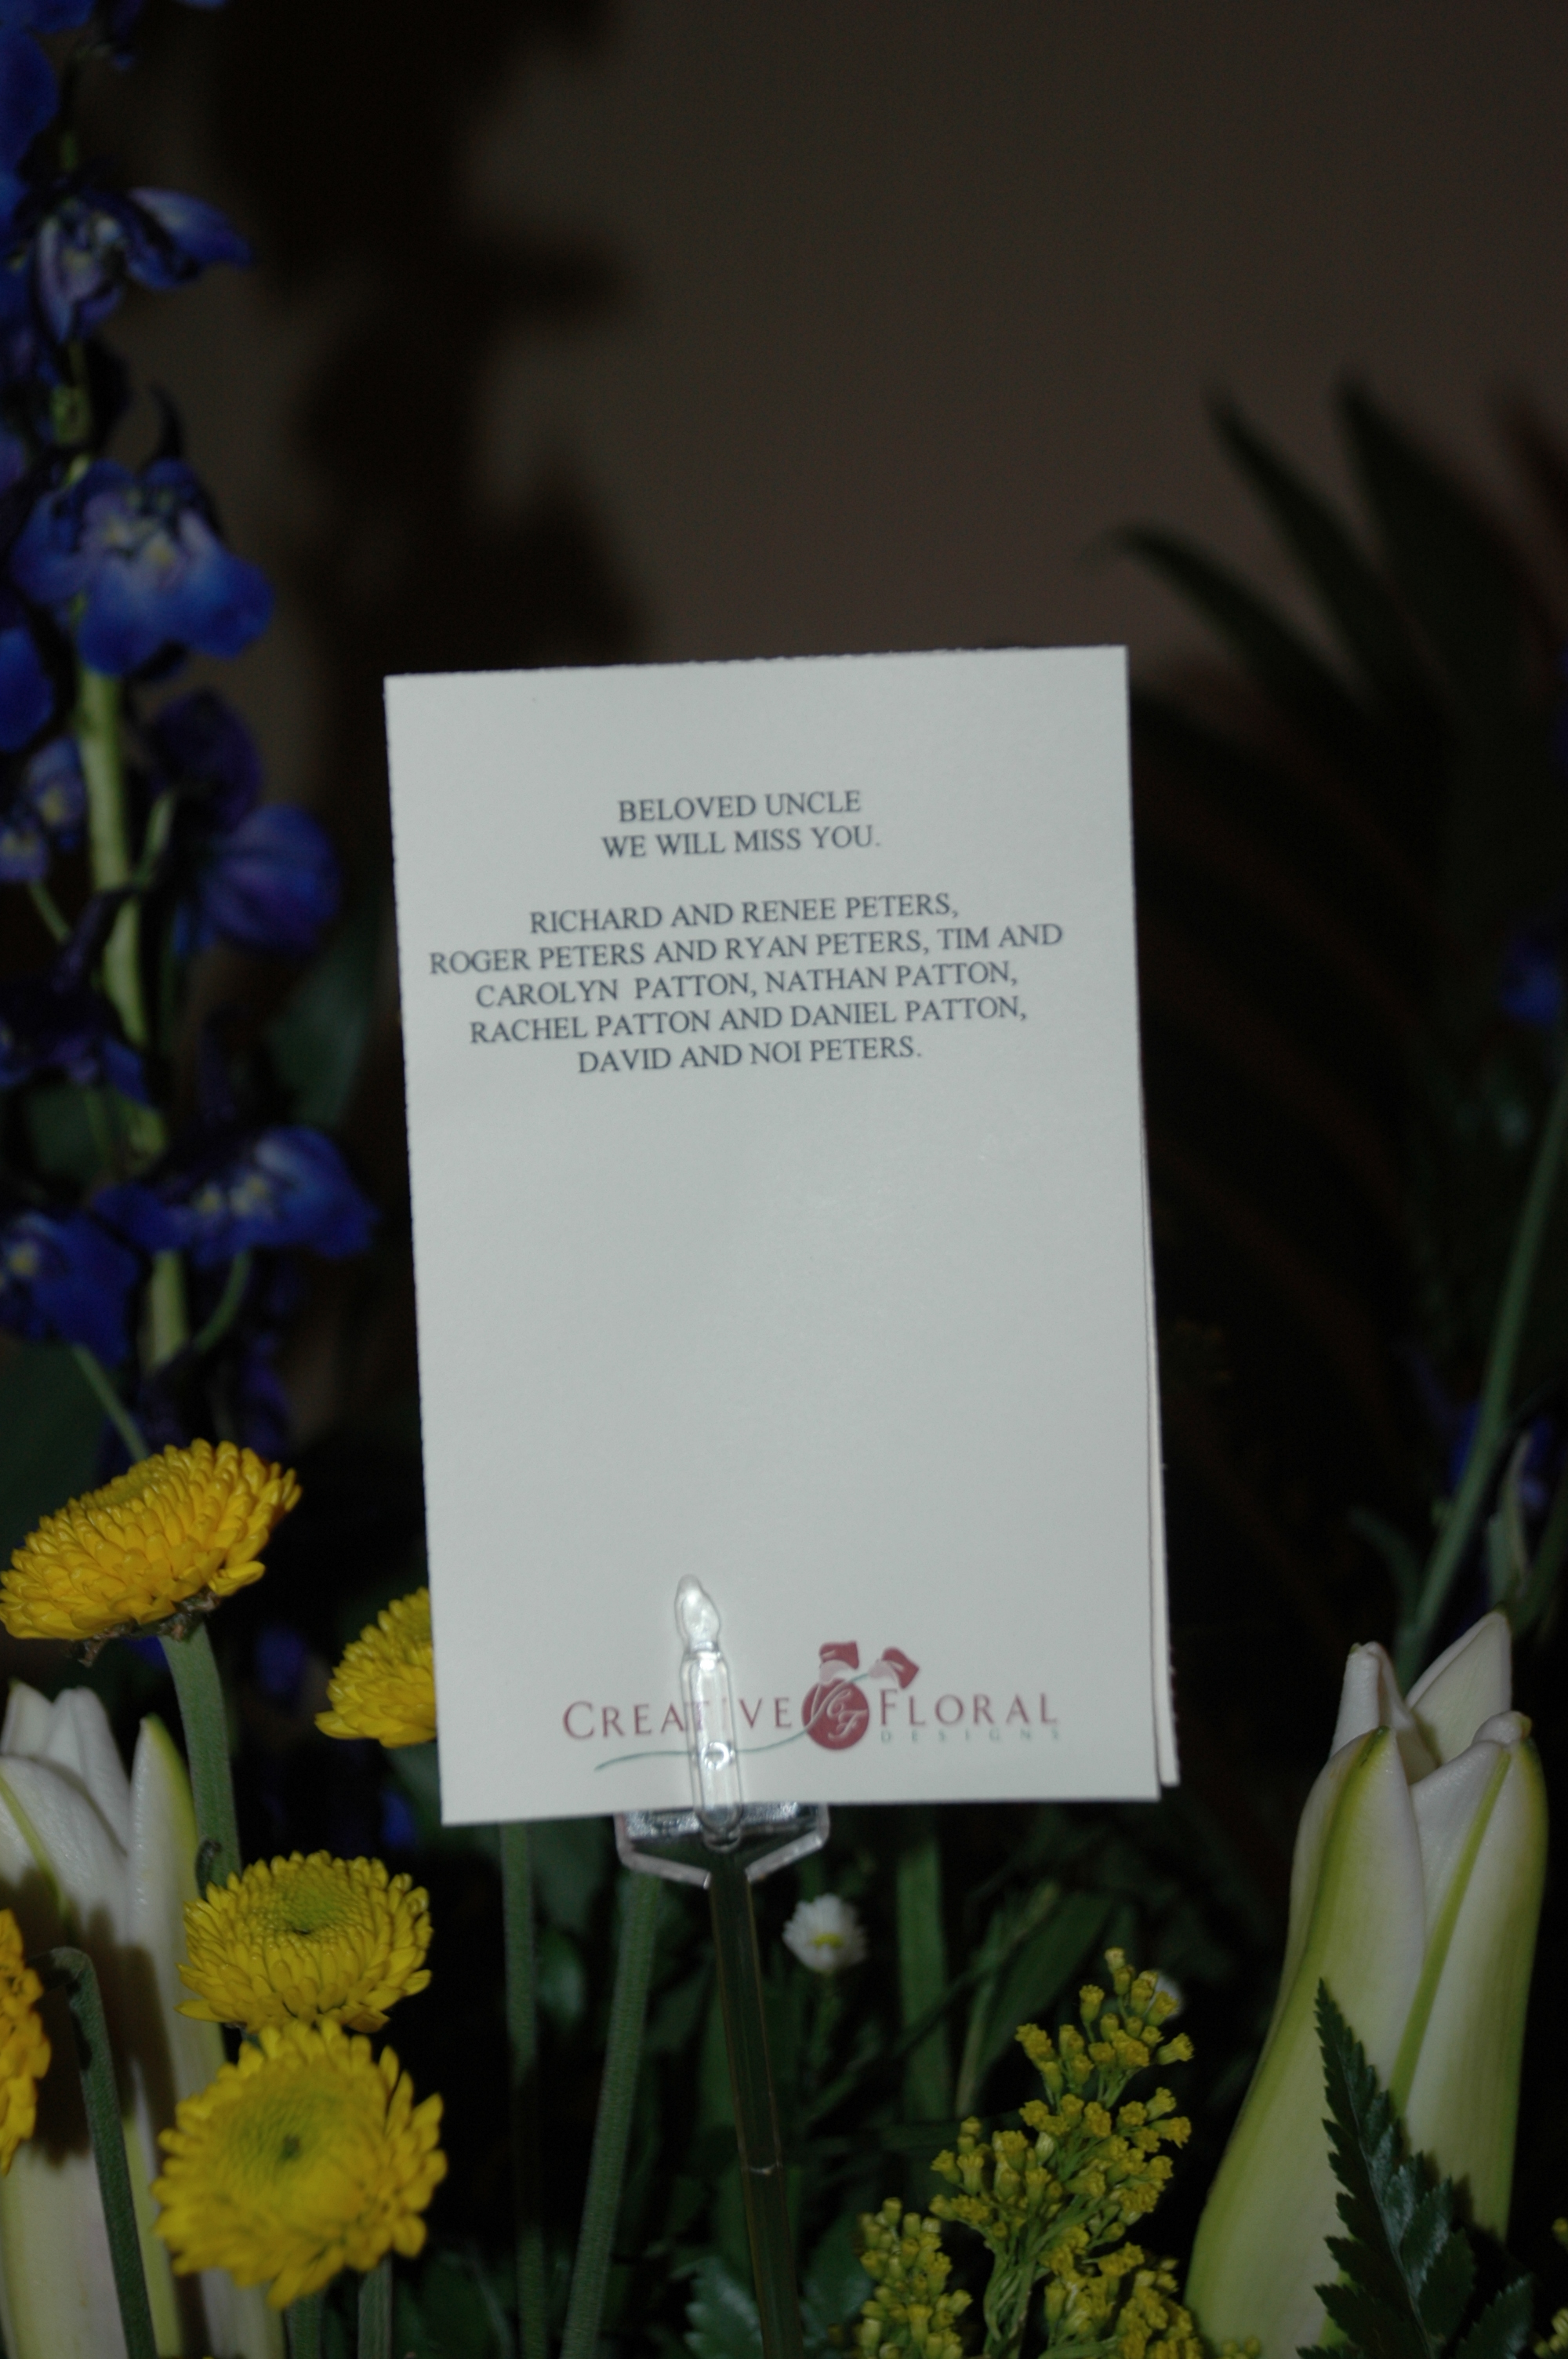 BELOVED UNCLE
WE WILL MISS YOU.
RICHARD AND RENEE PETERS,
ROGER PETERS AND RYAN PETERS, TIM AND
CAROLYN PATTON, NATHAN PATTON,
RACHEL PATTON AND DANIEL PATTON,
DAVID AND NOI PETERS.
CREATIVE CF FLORAL
DESIGNS